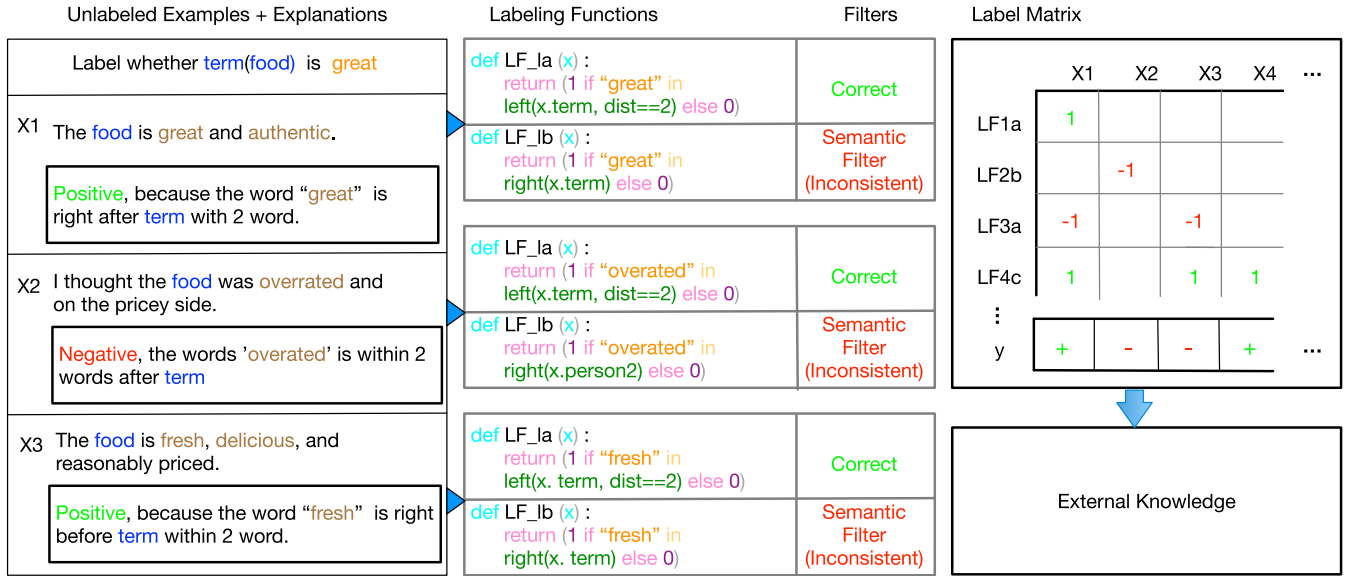 Unlabeled Examples + Explanations
Labeling Functions
Filters
Label Matrix
Label whether term(food) is great
X1
The food is great and authentic.
Positive, because the word “great” is
right after term with 2 word.
X2
I thought the food was overrated and
on the pricey side.
Negative, the words ’overated’ is within 2
words after term
X3
The food is fresh, delicious, and
reasonably priced.
Positive, because the word “fresh” is right
before term within 2 word.
def LF_la (x) :
return (1 if “great” in
left(x.term, dist==2) else 0)
Correct
def LF_lb (x) :
return (1 if “great” in
right(x.term) else 0)
Semantic
Filter
(Inconsistent)
def LF_la (x) :
return (1 if “overated” in
left(x.term, dist==2) else 0)
Correct
def LF_lb (x) :
return (1 if “overated” in
right(x.person2) else 0)
Semantic
Filter
(Inconsistent)
def LF_la (x) :
return (1 if “fresh” in
left(x. term, dist==2) else 0)
Correct
def LF_lb (x) :
return (1 if “fresh” in
right(x. term) else 0)
Semantic
Filter
(Inconsistent)
X1 X2 X3 X4 ...
LF1a 1
LF2b -1
LF3a -1 -1
LF4c 1 1 1
⋮
y + - - + ...
External Knowledge